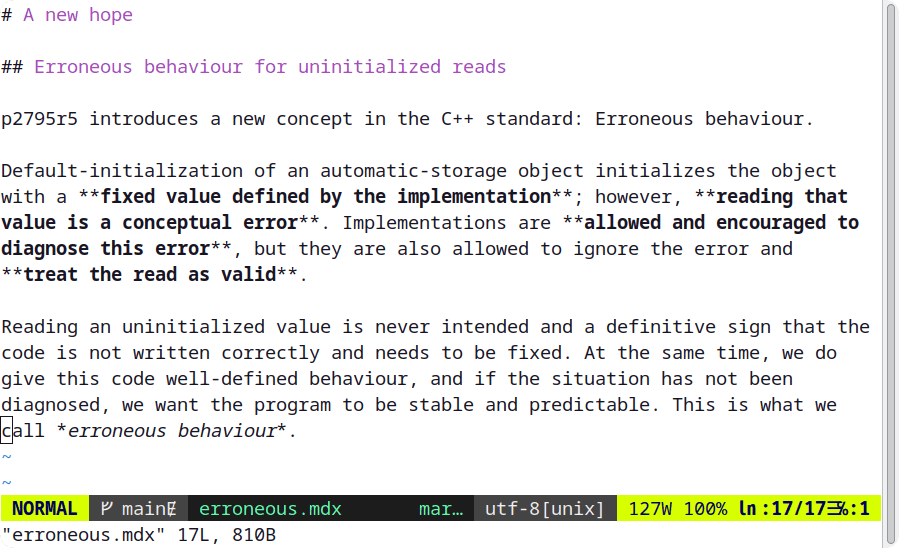 # A new hope
## Erroneous behaviour for uninitialized reads
p2795r5 introduces a new concept in the C++ standard: Erroneous behaviour.
Default-initialization of an automatic-storage object initializes the object
with a **fixed value defined by the implementation**; however, **reading that
value is a conceptual error**. Implementations are **allowed and encouraged to
diagnose this error**, but they are also allowed to ignore the error and
**treat the read as valid**.
Reading an uninitialized value is never intended and a definitive sign that the
code is not written correctly and needs to be fixed. At the same time, we do
give this code well-defined behaviour, and if the situation has not been
diagnosed, we want the program to be stable and predictable. This is what we
call *erroneous behaviour*.
~
~
NORMAL main erroneous.mdx mar… utf-8[unix] 127W 100% ln:17/17 %:1
"erroneous.mdx" 17L, 810B